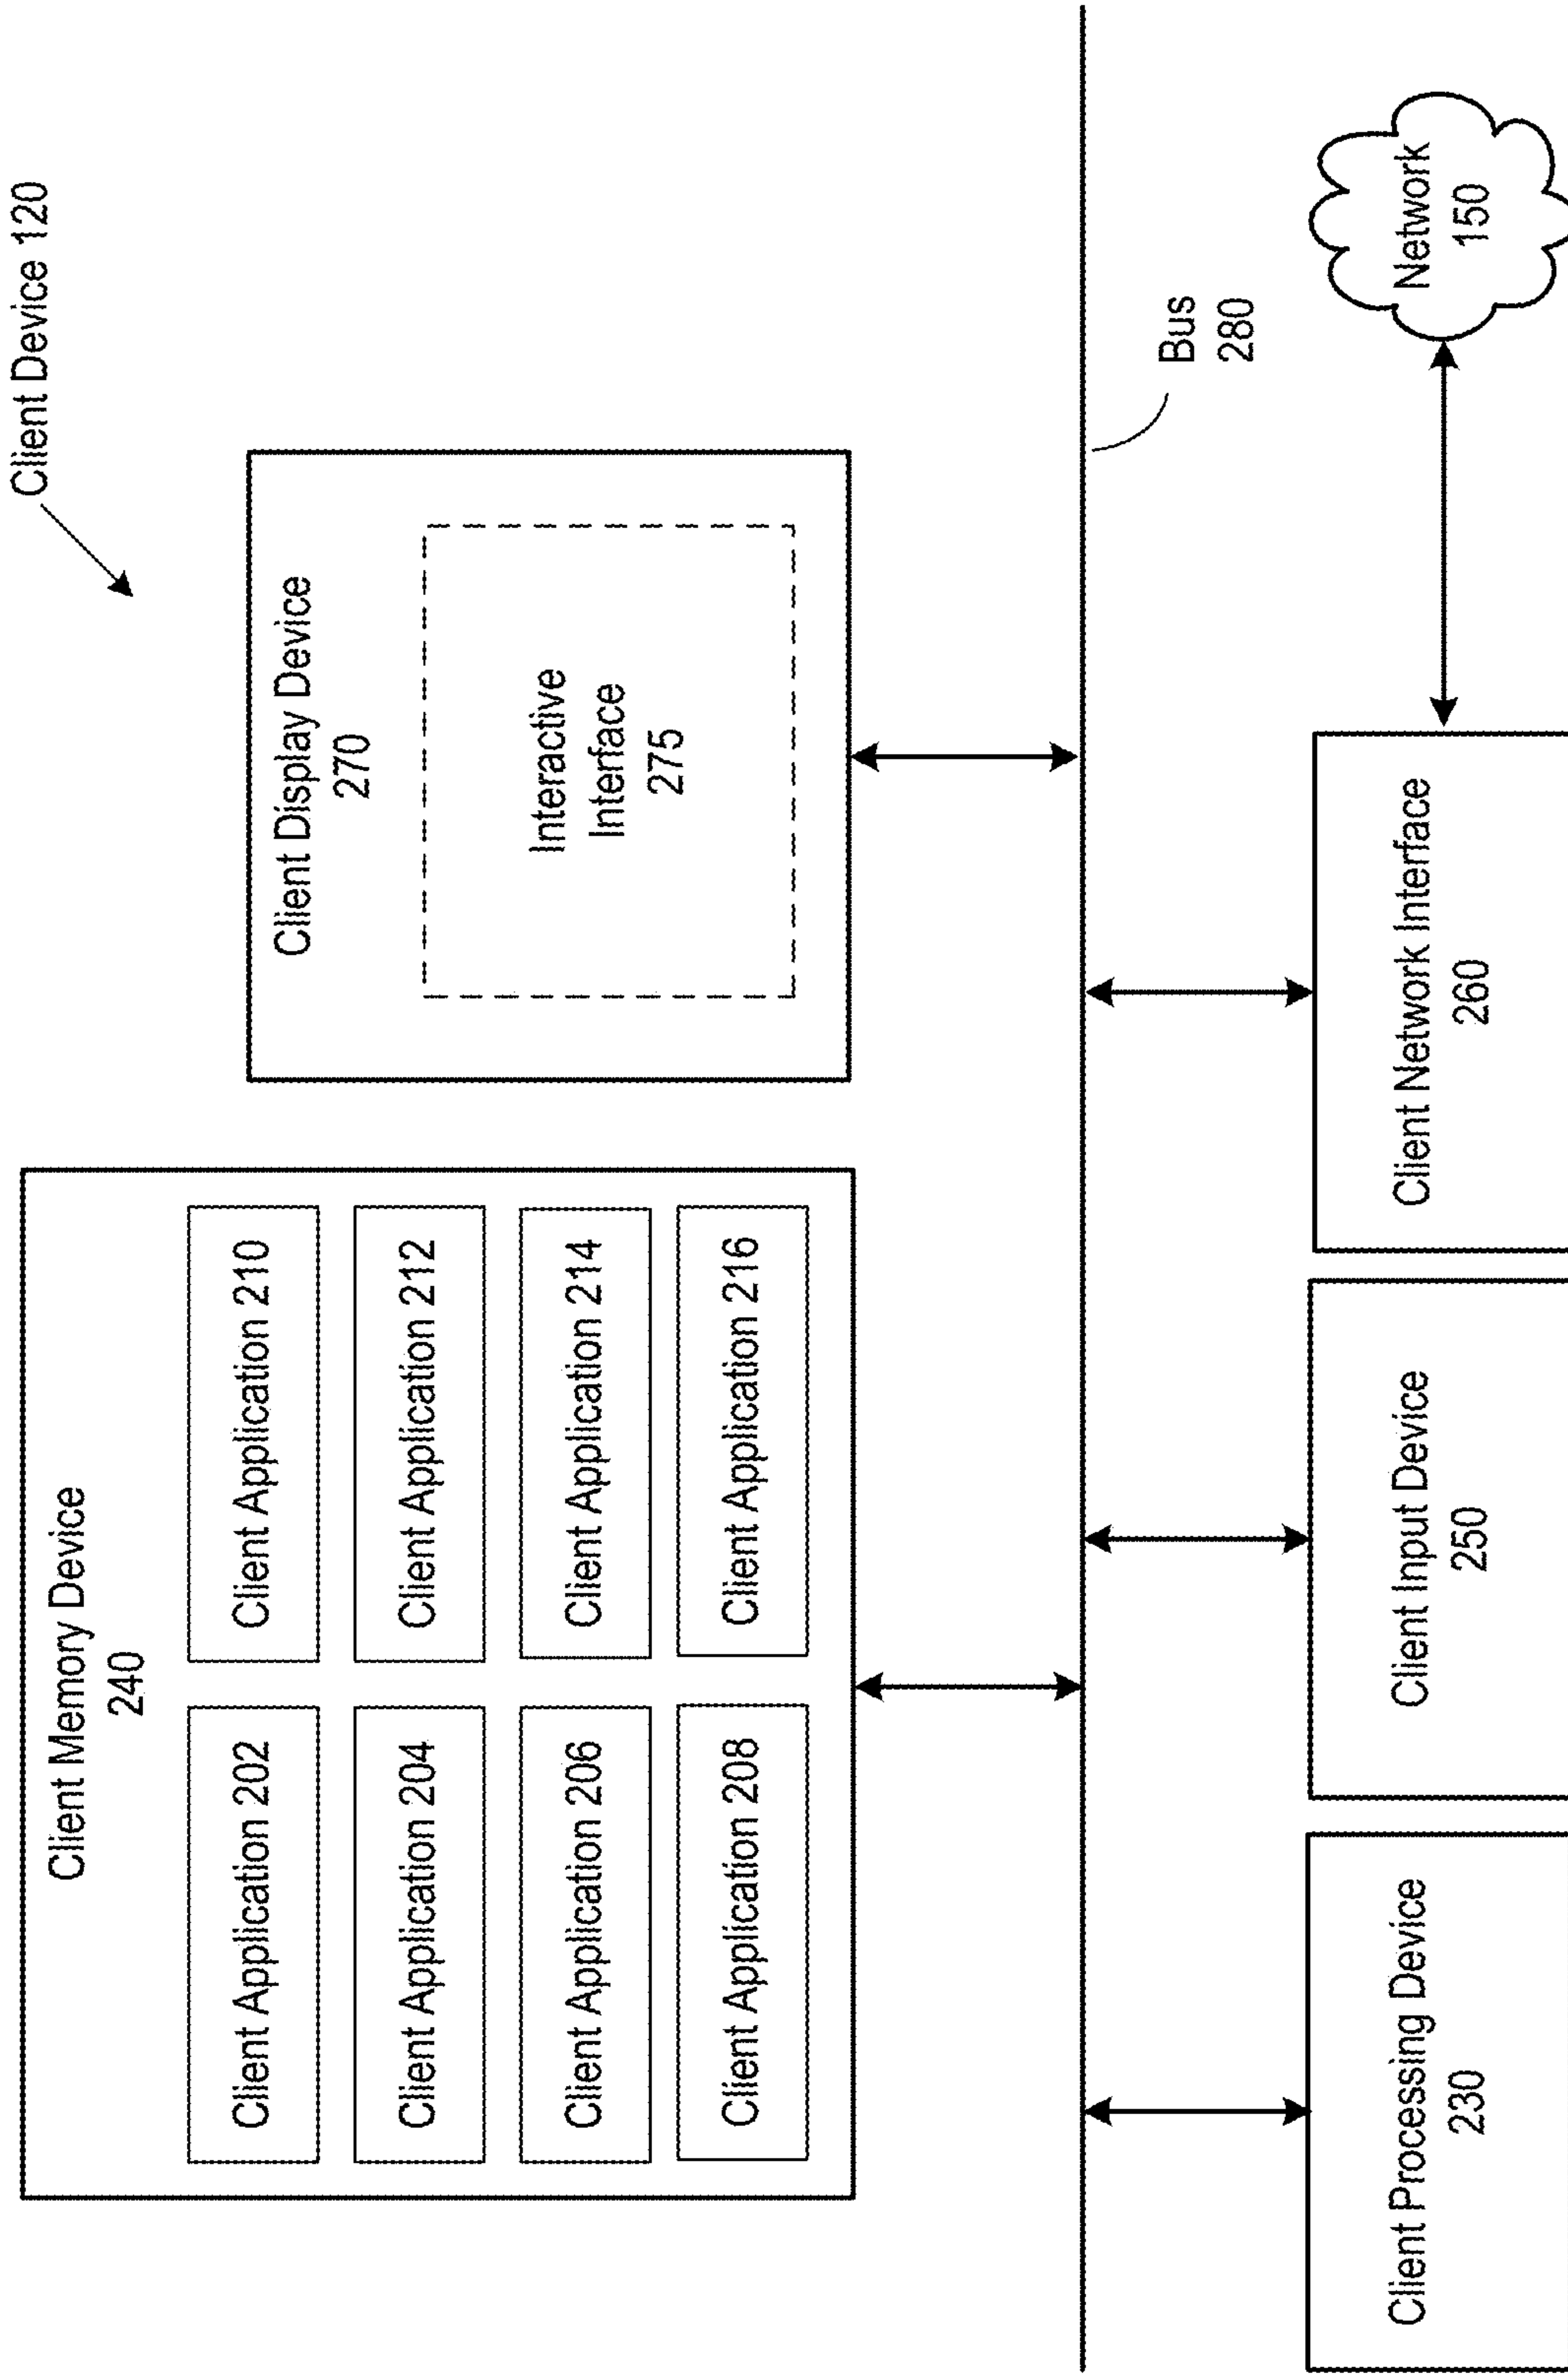 Client Device 120
Client Memory Device
240
Client Application 202
Client Application 210
Client Application 204
Client Application 212
Client Application 206
Client Application 214
Client Application 208
Client Application 216
Client Display Device
270
Interactive
Interface
275
Bus
280
Client Processing Device
230
Client Input Device
250
Client Network Interface
260
Network
150